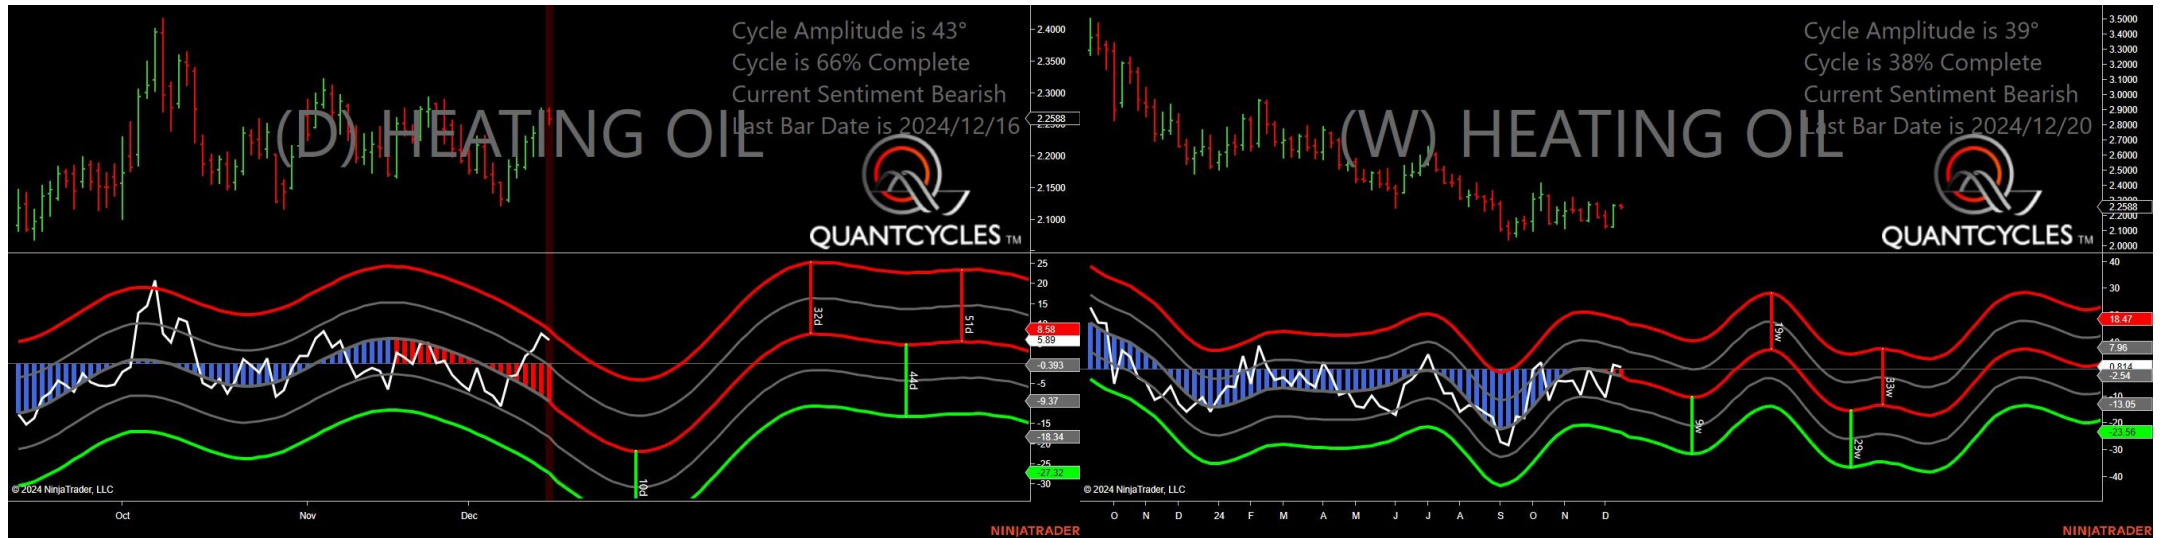 Cycle Amplitude is 43°
Cycle is 66% Complete
Current Sentiment Bearish
Last Bar Date is 2024/12/16
(D) HEATING OIL
QUANTCYCLES TM
2.4000
2.3500
2.3000
2.2588
2.2000
2.1500
2.1000
25
20
15
8.58
5.89
-0.393
-5
-9.37
-15
-18.34
-25
-27.32
-30
32d
51d
44d
10d
© 2024 NinjaTrader, LLC
Oct Nov Dec
NINJATRADER
Cycle Amplitude is 39°
Cycle is 38% Complete
Current Sentiment Bearish
Last Bar Date is 2024/12/20
(W) HEATING OIL
QUANTCYCLES TM
3.5000
3.4000
3.3000
3.2000
3.1000
3.0000
2.9000
2.8000
2.7000
2.6000
2.5000
2.4000
2.2588
2.2000
2.1000
2.0000
40
30
18.47
7.96
0.814
-2.54
-10
-13.05
-20
-23.56
-30
-40
19w
33w
9w
29w
© 2024 NinjaTrader, LLC
O N D 24 F M A M J J A S O N D
NINJATRADER